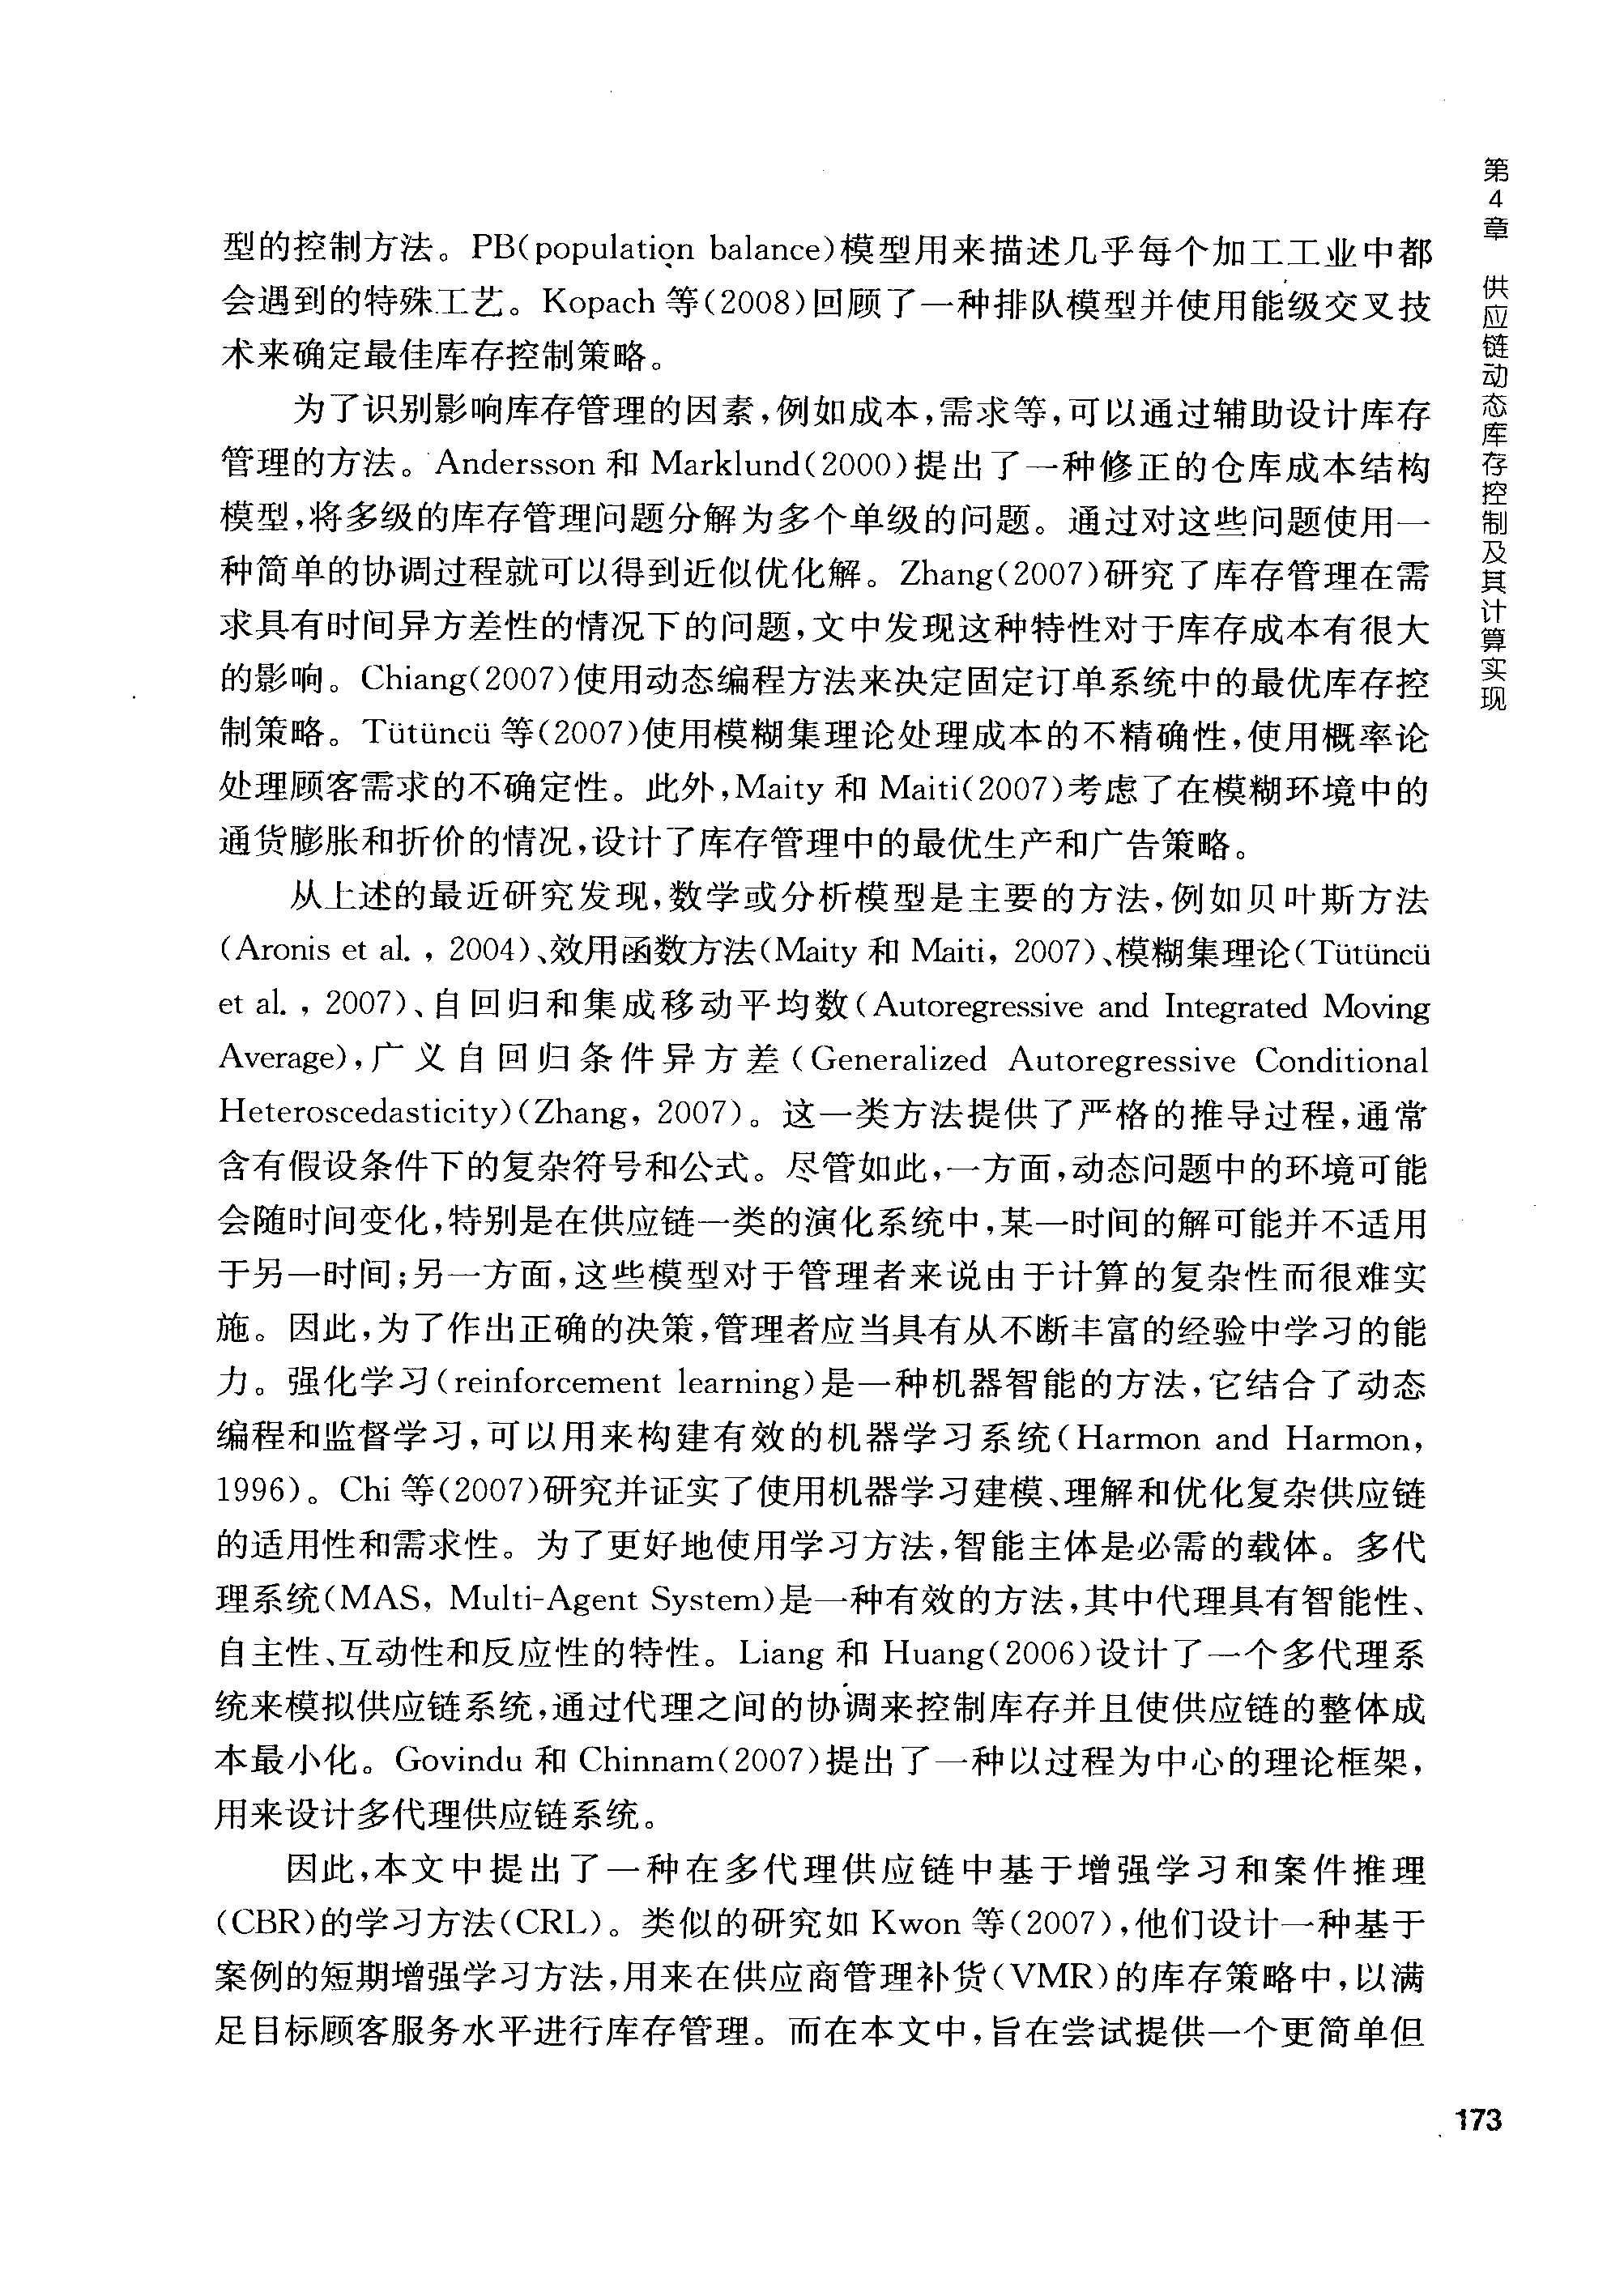 第4章 供应链动态库存控制及其计算实现
型的控制方法。PB(population balance)模型用来描述几乎每个加工工业中都
会遇到的特殊工艺。Kopach 等(2008)回顾了一种排队模型并使用能级交叉技
术来确定最佳库存控制策略。
为了识别影响库存管理的因素,例如成本,需求等,可以通过辅助设计库存
管理的方法。Andersson 和 Marklund(2000)提出了一种修正的仓库成本结构
模型,将多级的库存管理问题分解为多个单级的问题。通过对这些问题使用一
种简单的协调过程就可以得到近似优化解。Zhang(2007)研究了库存管理在需
求具有时间异方差性的情况下的问题,文中发现这种特性对于库存成本有很大
的影响。Chiang(2007)使用动态编程方法来决定固定订单系统中的最优库存控
制策略。Tütüncü 等(2007)使用模糊集理论处理成本的不精确性,使用概率论
处理顾客需求的不确定性。此外,Maity 和 Maiti(2007)考虑了在模糊环境中的
通货膨胀和折价的情况,设计了库存管理中的最优生产和广告策略。
从上述的最近研究发现,数学或分析模型是主要的方法,例如贝叶斯方法
(Aronis et al. , 2004)、效用函数方法(Maity 和 Maiti, 2007)、模糊集理论(Tütüncü
et al. , 2007)、自回归和集成移动平均数(Autoregressive and Integrated Moving
Average),广义自回归条件异方差(Generalized Autoregressive Conditional
Heteroscedasticity)(Zhang, 2007)。这一类方法提供了严格的推导过程,通常
含有假设条件下的复杂符号和公式。尽管如此,一方面,动态问题中的环境可能
会随时间变化,特别是在供应链一类的演化系统中,某一时间的解可能并不适用
于另一时间;另一方面,这些模型对于管理者来说由于计算的复杂性而很难实
施。因此,为了作出正确的决策,管理者应当具有从不断丰富的经验中学习的能
力。强化学习(reinforcement learning)是一种机器智能的方法,它结合了动态
编程和监督学习,可以用来构建有效的机器学习系统(Harmon and Harmon,
1996)。Chi 等(2007)研究并证实了使用机器学习建模、理解和优化复杂供应链
的适用性和需求性。为了更好地使用学习方法,智能主体是必需的载体。多代
理系统(MAS, Multi-Agent System)是一种有效的方法,其中代理具有智能性、
自主性、互动性和反应性的特性。Liang 和 Huang(2006)设计了一个多代理系
统来模拟供应链系统,通过代理之间的协调来控制库存并且使供应链的整体成
本最小化。Govindu 和 Chinnam(2007)提出了一种以过程为中心的理论框架,
用来设计多代理供应链系统。
因此,本文中提出了一种在多代理供应链中基于增强学习和案件推理
(CBR)的学习方法(CRL)。类似的研究如 Kwon 等(2007),他们设计一种基于
案例的短期增强学习方法,用来在供应商管理补货(VMR)的库存策略中,以满
足目标顾客服务水平进行库存管理。而在本文中,旨在尝试提供一个更简单但
173